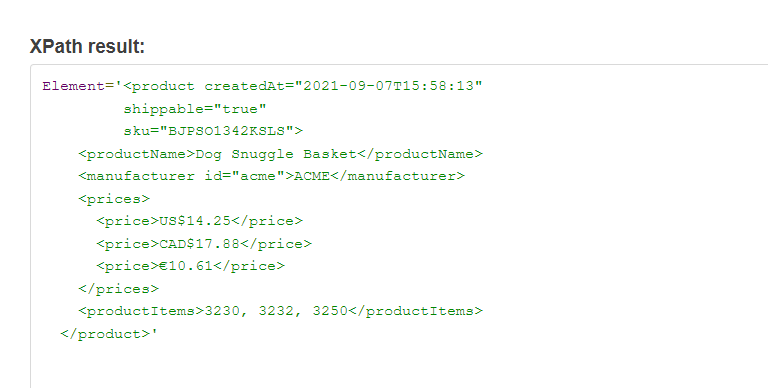 XPath result:
Element='<product createdAt="2021-09-07T15:58:13"
shippable="true"
sku="BJPSO1342KSLS">
<productName>Dog Snuggle Basket</productName>
<manufacturer id="acme">ACME</manufacturer>
<prices>
<price>US$14.25</price>
<price>CAD$17.88</price>
<price>€10.61</price>
</prices>
<productItems>3230, 3232, 3250</productItems>
</product>'